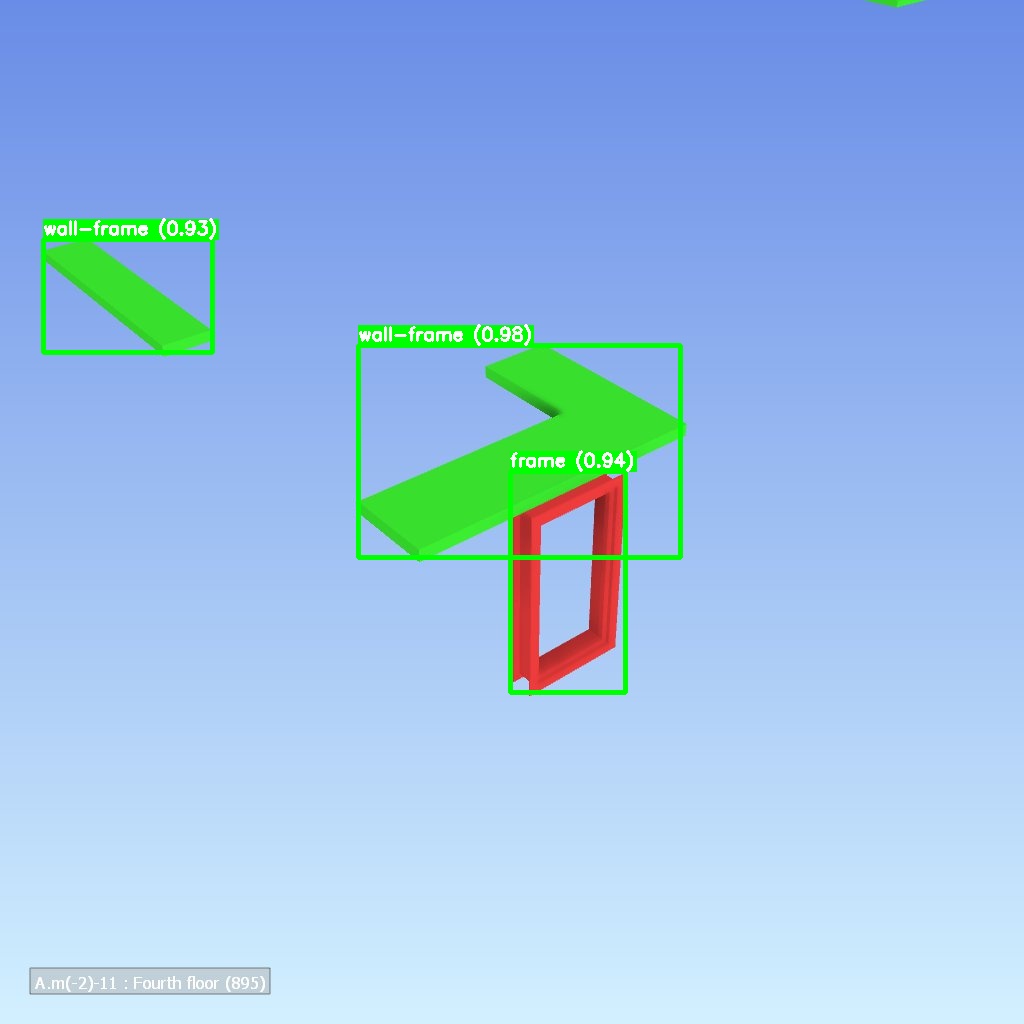 wall-frame (0.93)
wall-frame (0.98)
frame (0.94)
A.m(-2)-11 : Fourth floor (895)